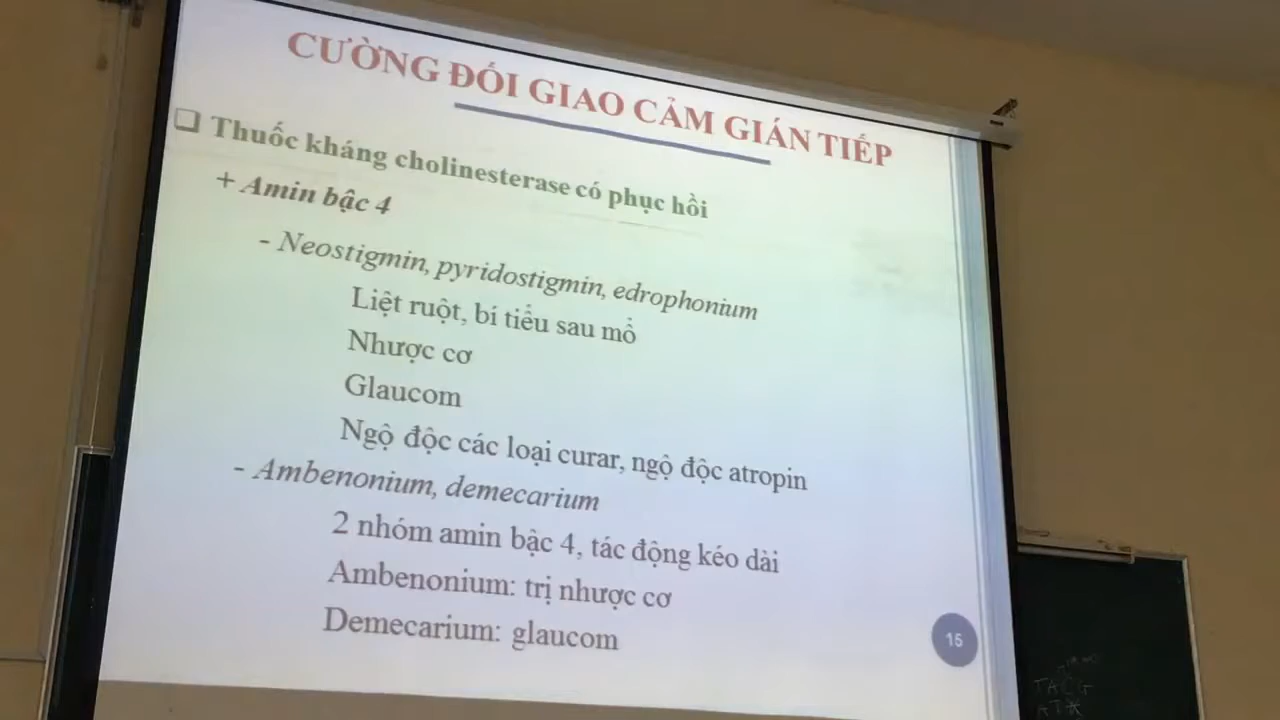 CƯỜNG ĐỐI GIAO CẢM GIÁN TIẾP
❑ Thuốc kháng cholinesterase có phục hồi
+ Amin bậc 4
- Neostigmin, pyridostigmin, edrophonium
Liệt ruột, bí tiểu sau mổ
Nhược cơ
Glaucom
Ngộ độc các loại curar, ngộ độc atropin
- Ambenonium, demecarium
2 nhóm amin bậc 4, tác động kéo dài
Ambenonium: trị nhược cơ
Demecarium: glaucom
15